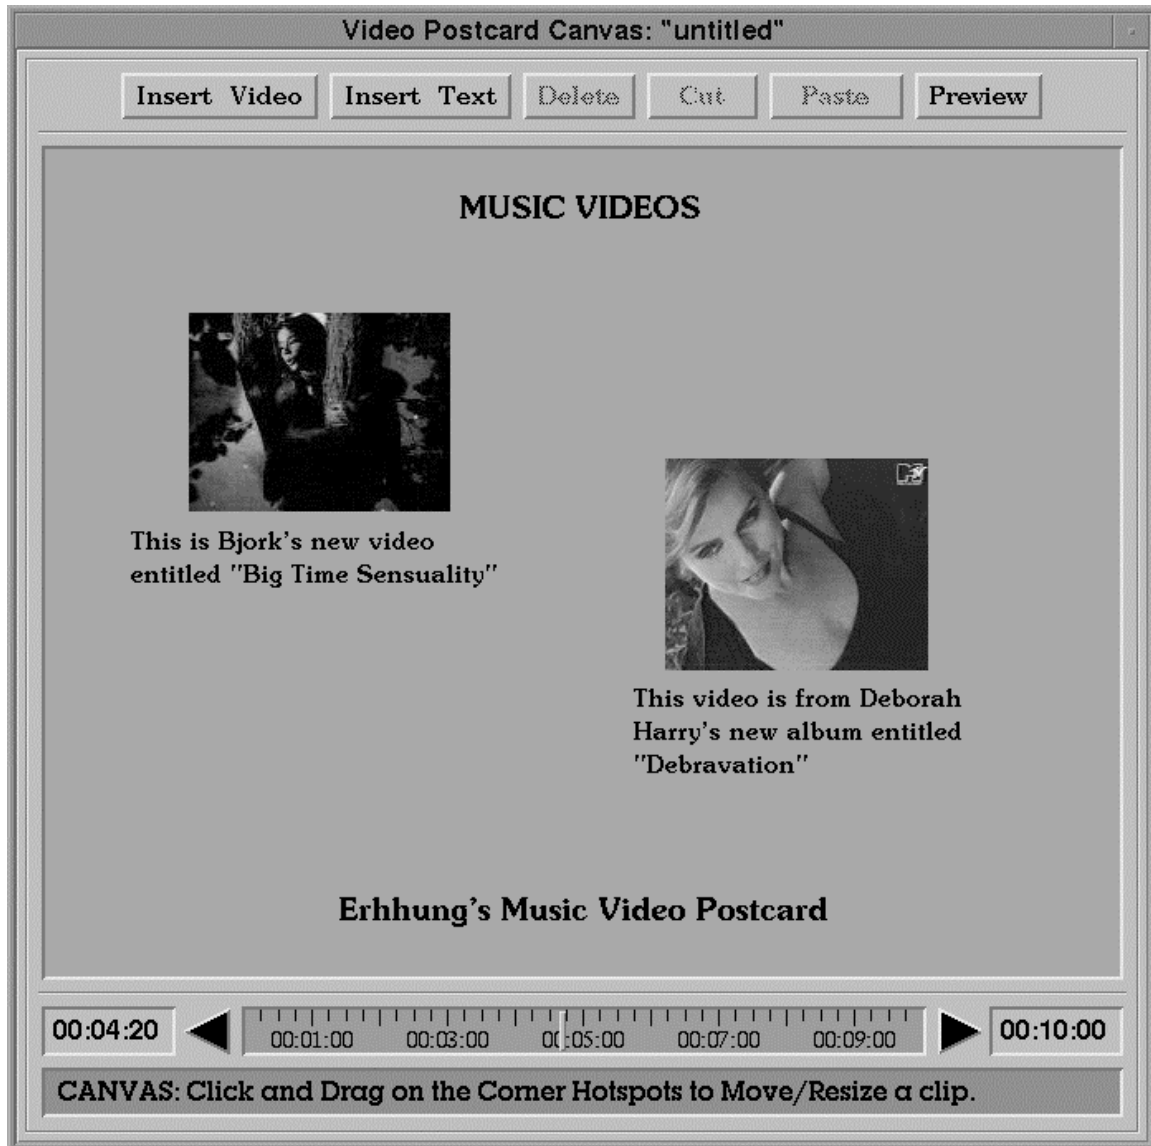 Video Postcard Canvas: "untitled"
Insert Video Insert Text Delete Cut Paste Preview
MUSIC VIDEOS
This is Bjork's new video
entitled "Big Time Sensuality"
This video is from Deborah
Harry's new album entitled
"Debravation"
Erhhung's Music Video Postcard
00:04:20 00:01:00 00:03:00 00:05:00 00:07:00 00:09:00 00:10:00
CANVAS: Click and Drag on the Corner Hotspots to Move/Resize a clip.